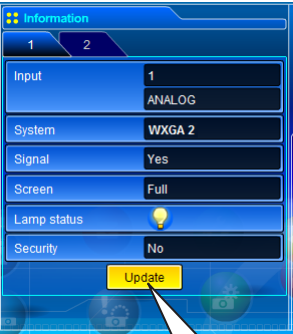 Information
1 2
Input 1
ANALOG
System WXGA 2
Signal Yes
Screen Full
Lamp status
Security No
Update